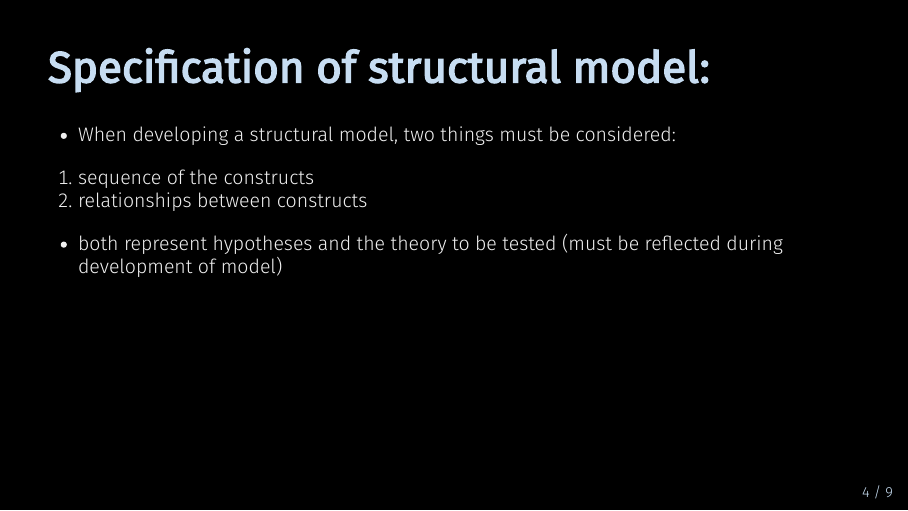 Specification of structural model:
• When developing a structural model, two things must be considered:
1. sequence of the constructs
2. relationships between constructs
• both represent hypotheses and the theory to be tested (must be reflected during
development of model)
4 / 9